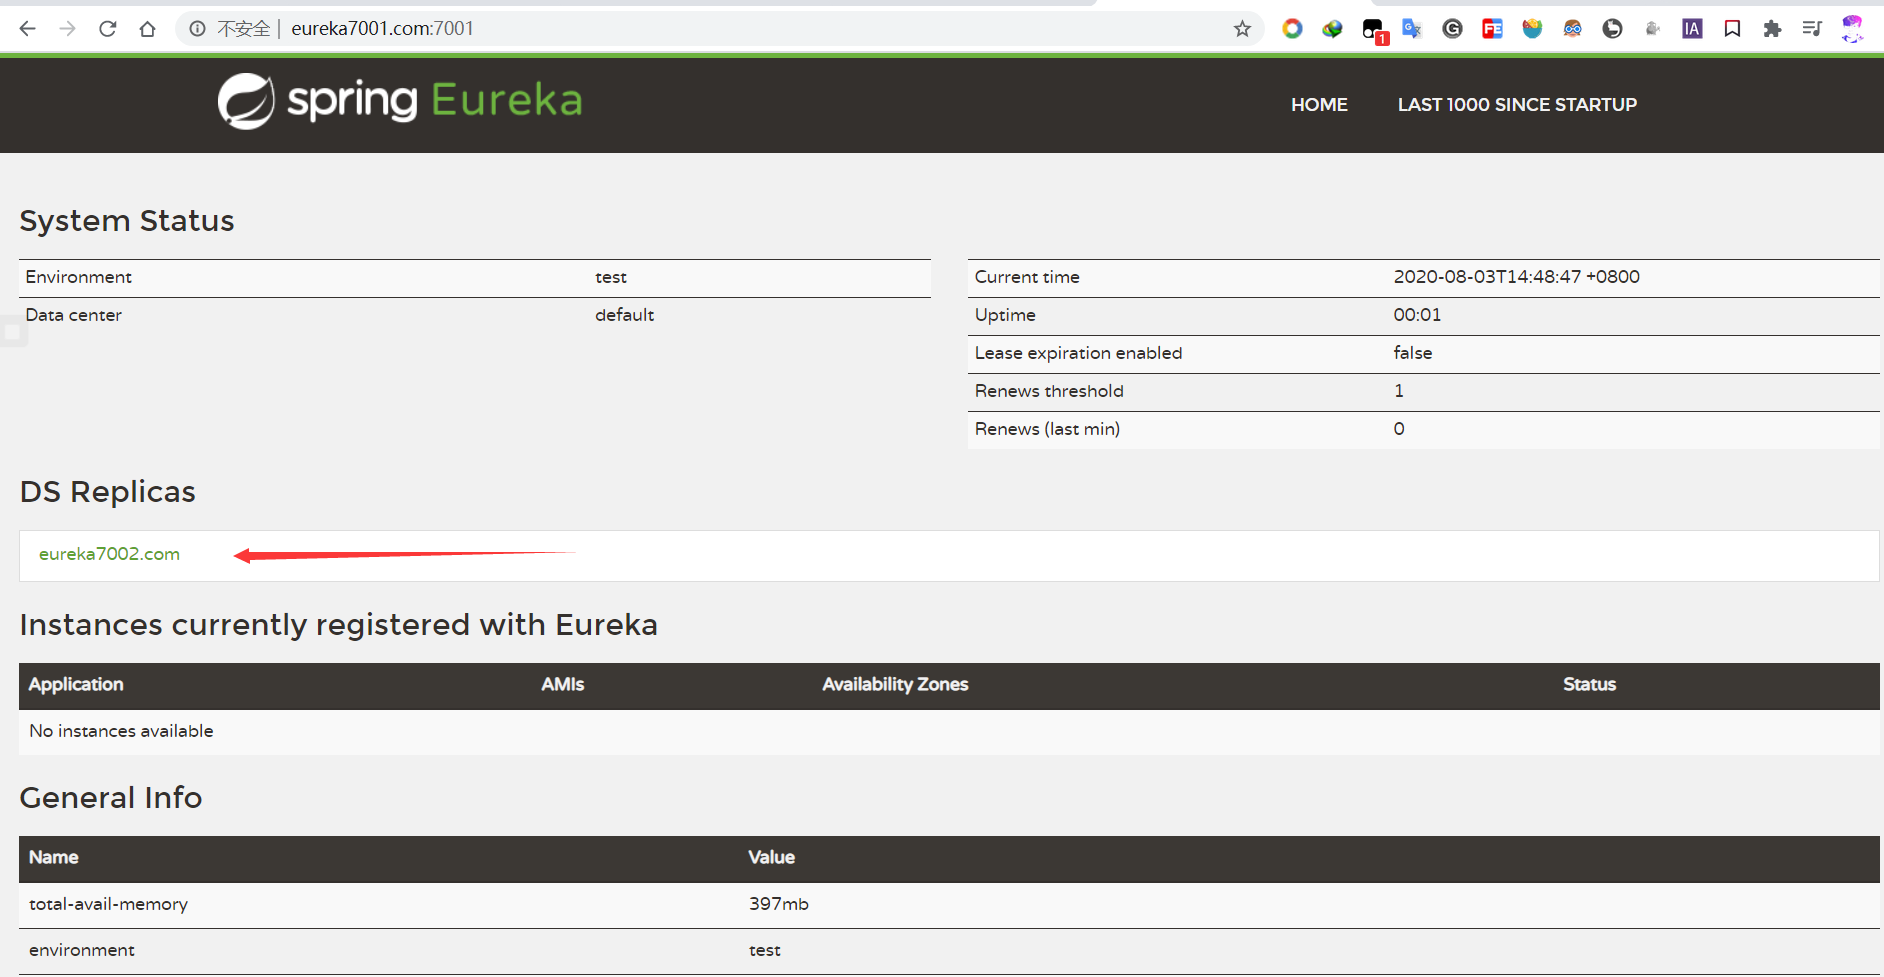 不安全 | eureka7001.com:7001
1
G
FE
IA
spring Eureka
HOME LAST 1000 SINCE STARTUP
System Status
Environment test
Data center default
Current time 2020-08-03T14:48:47 +0800
Uptime 00:01
Lease expiration enabled false
Renews threshold 1
Renews (last min) 0
DS Replicas
eureka7002.com
Instances currently registered with Eureka
Application AMIs Availability Zones Status
No instances available
General Info
Name Value
total-avail-memory 397mb
environment test